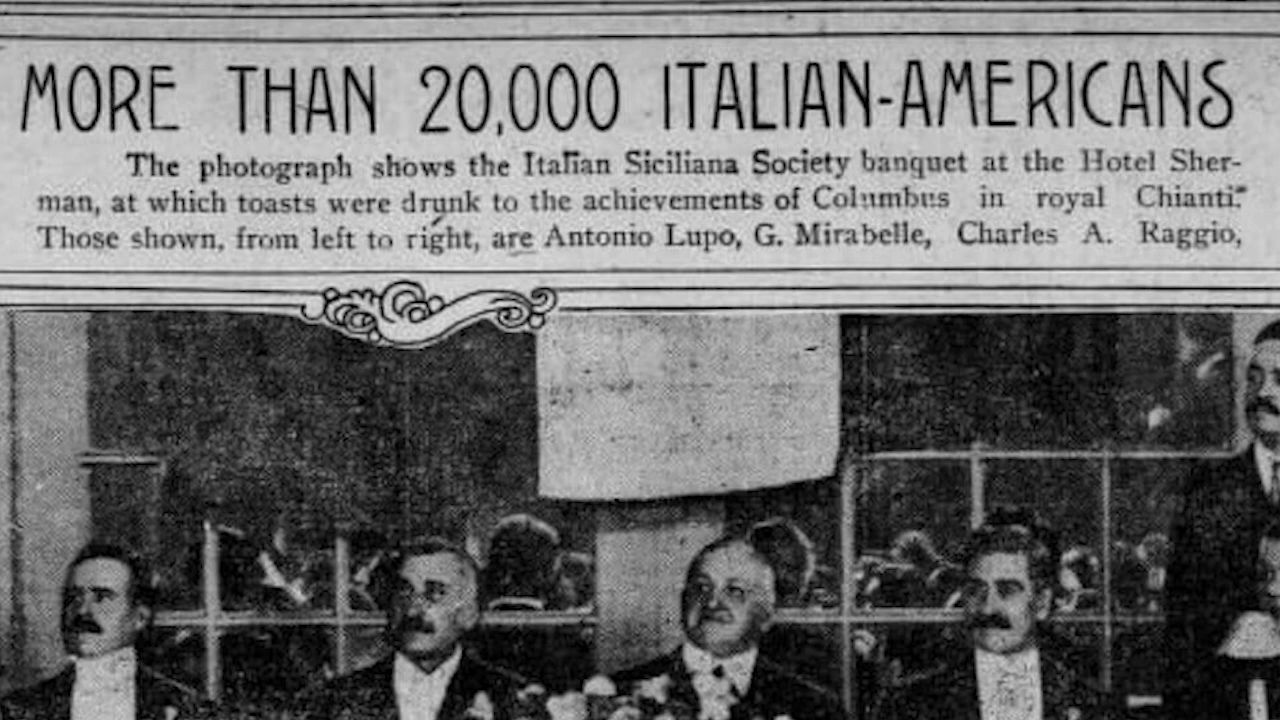 MORE THAN 20,000 ITALIAN-AMERICANS
The photograph shows the Italian Siciliana Society banquet at the Hotel Sher-
man, at which toasts were drunk to the achievements of Columbus in royal Chianti.
Those shown, from left to right, are Antonio Lupo, G. Mirabelle, Charles A. Raggio,